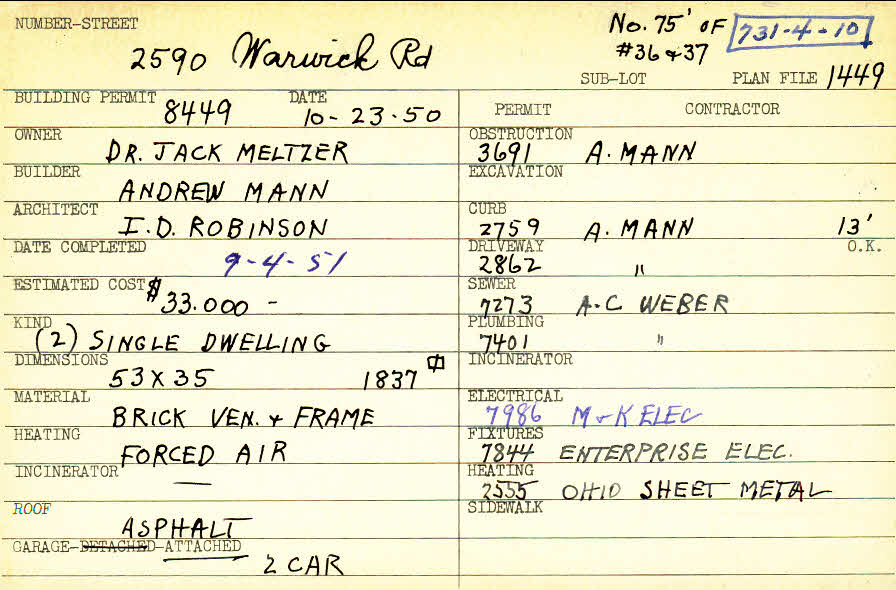 NUMBER-STREET
2590 Warwick Rd
No. 75' OF
#36 & 37
731-4-10
SUB-LOT PLAN FILE 1449
BUILDING PERMIT DATE
8449 10-23-50
OWNER
DR. JACK MELTZER
BUILDER
ANDREW MANN
ARCHITECT
I.D. ROBINSON
DATE COMPLETED
9-4-51
ESTIMATED COST $33.000 -
KIND
(2) SINGLE DWELLING
DIMENSIONS
53 X 35 1837
MATERIAL
BRICK VEN. & FRAME
HEATING
FORCED AIR
INCINERATOR
—
ROOF
ASPHALT
GARAGE-DETACHED-ATTACHED
2 CAR
PERMIT CONTRACTOR
OBSTRUCTION
3691 A. MANN
EXCAVATION
CURB
2759 A. MANN 13'
DRIVEWAY O.K.
2862 "
SEWER
7273 A.C WEBER
PLUMBING
7401 "
INCINERATOR
ELECTRICAL
7986 M & K ELEC
FIXTURES
7844 ENTERPRISE ELEC.
HEATING
2555 OHIO SHEET METAL
SIDEWALK